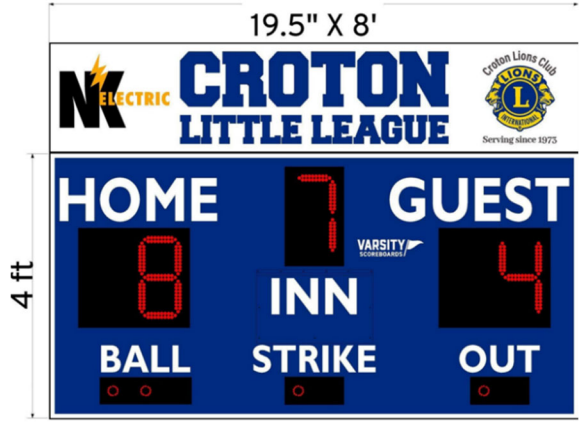 19.5" X 8'
NK ELECTRIC
CROTON
LITTLE LEAGUE
Croton Lions Club
LIONS
L
INTERNATIONAL
Serving since 1973
4 ft
HOME
7
GUEST
8
VARSITY
SCOREBOARDS
4
INN
BALL
STRIKE
OUT